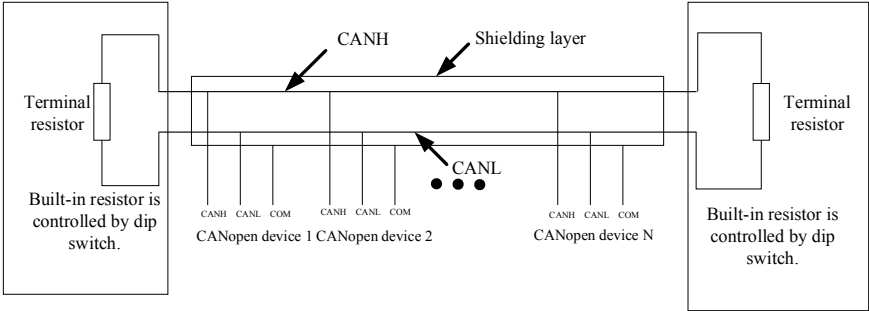 CANH
Shielding layer
Terminal
resistor
Terminal
resistor
CANL
Built-in resistor is
controlled by dip
switch.
CANH CANL COM CANH CANL COM CANH CANL COM
CANopen device 1 CANopen device 2 CANopen device N
Built-in resistor is
controlled by dip
switch.